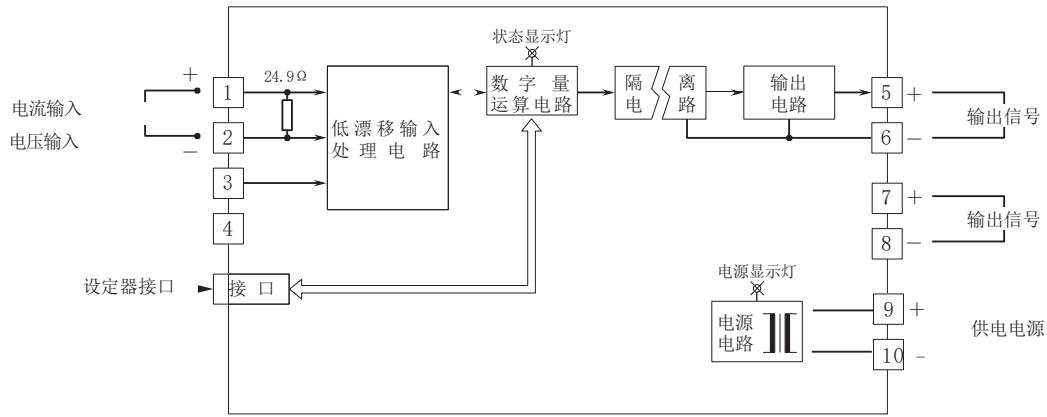 状态显示灯
24.9Ω
+
1
电流输入
电压输入
2
−
3
4
低漂移输入
处理电路
数字量
运算电路
隔离
电路
输出
电路
5
+
输出信号
6
−
7
+
输出信号
8
−
设定器接口
接口
电源显示灯
电源
电路
9
+
供电电源
10
-